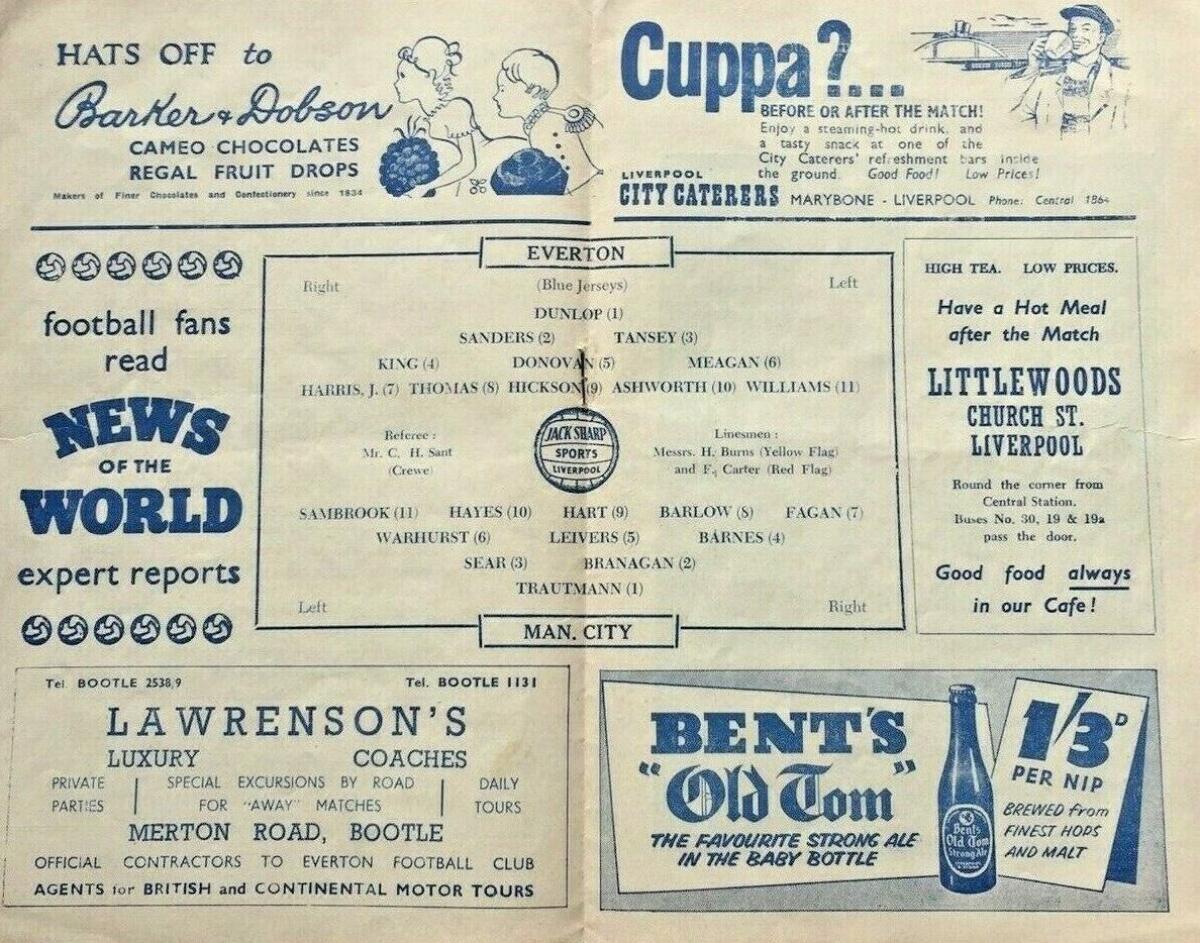 HATS OFF to
Barker & Dobson
CAMEO CHOCOLATES
REGAL FRUIT DROPS
Makers of Finer Chocolates and Confectionery since 1834
Cuppa?....
BEFORE OR AFTER THE MATCH!
Enjoy a steaming-hot drink, and
a tasty snack at one of the
City Caterers' refreshment bars inside
the ground. Good Food! Low Prices!
LIVERPOOL
CITY CATERERS MARYBONE - LIVERPOOL Phone: Central 1864
football fans
read
NEWS
OF THE
WORLD
expert reports
EVERTON
Right (Blue Jerseys) Left
DUNLOP (1)
SANDERS (2) TANSEY (3)
KING (4) DONOVAN (5) MEAGAN (6)
HARRIS, J. (7) THOMAS (8) HICKSON (9) ASHWORTH (10) WILLIAMS (11)
Referee :
Mr. C. H. Sant
(Crewe)
JACK SHARP
SPORTS
LIVERPOOL
Linesmen :
Messrs. H. Burns (Yellow Flag)
and F. Carter (Red Flag)
SAMBROOK (11) HAYES (10) HART (9) BARLOW (8) FAGAN (7)
WARHURST (6) LEIVERS (5) BARNES (4)
SEAR (3) BRANAGAN (2)
TRAUTMANN (1)
Left Right
MAN. CITY
HIGH TEA. LOW PRICES.
Have a Hot Meal
after the Match
LITTLEWOODS
CHURCH ST.
LIVERPOOL
Round the corner from
Central Station.
Buses No. 30, 19 & 19a
pass the door.
Good food always
in our Cafe!
Tel. BOOTLE 2538/9 Tel. BOOTLE 1131
LAWRENSON'S
LUXURY COACHES
PRIVATE PARTIES | SPECIAL EXCURSIONS BY ROAD FOR "AWAY" MATCHES | DAILY TOURS
MERTON ROAD, BOOTLE
OFFICIAL CONTRACTORS TO EVERTON FOOTBALL CLUB
AGENTS for BRITISH and CONTINENTAL MOTOR TOURS
BENT'S
"Old Tom"
THE FAVOURITE STRONG ALE
IN THE BABY BOTTLE
Bent's
Old Tom
Strong Ale
1/3D
PER NIP
BREWED from
FINEST HOPS
AND MALT